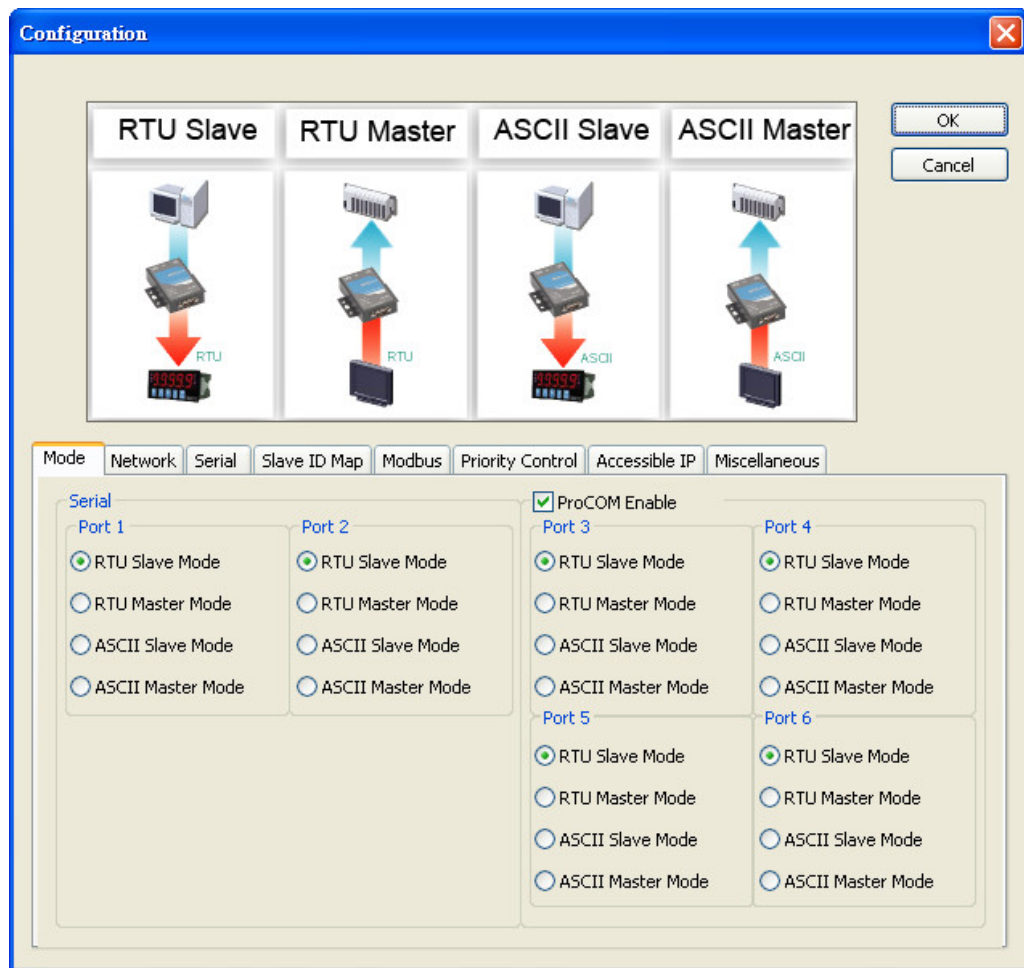 Configuration
RTU Slave
RTU Master
ASCII Slave
ASCII Master
OK
Cancel
RTU
RTU
ASCII
ASCII
Mode
Network
Serial
Slave ID Map
Modbus
Priority Control
Accessible IP
Miscellaneous
Serial
Port 1
RTU Slave Mode
RTU Master Mode
ASCII Slave Mode
ASCII Master Mode
Port 2
RTU Slave Mode
RTU Master Mode
ASCII Slave Mode
ASCII Master Mode
ProCOM Enable
Port 3
RTU Slave Mode
RTU Master Mode
ASCII Slave Mode
ASCII Master Mode
Port 4
RTU Slave Mode
RTU Master Mode
ASCII Slave Mode
ASCII Master Mode
Port 5
RTU Slave Mode
RTU Master Mode
ASCII Slave Mode
ASCII Master Mode
Port 6
RTU Slave Mode
RTU Master Mode
ASCII Slave Mode
ASCII Master Mode